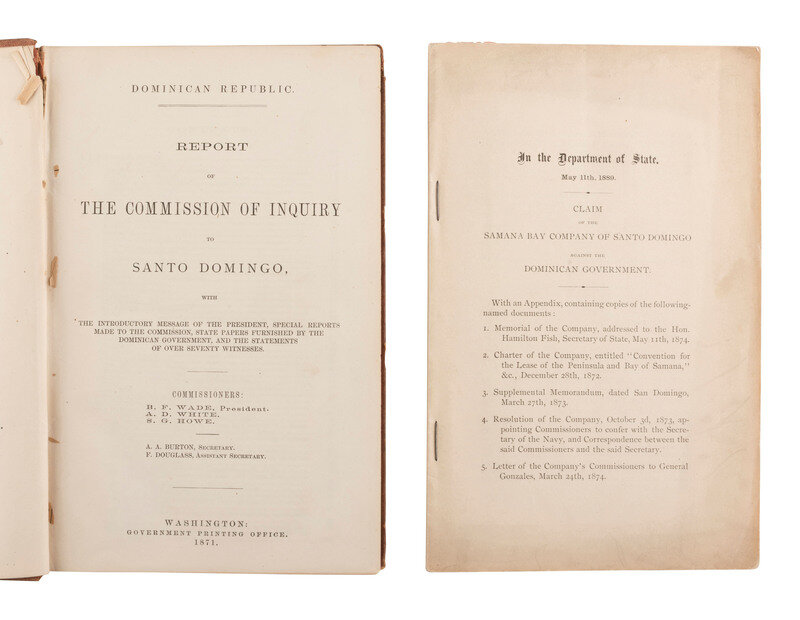 DOMINICAN REPUBLIC.
REPORT
OF
THE COMMISSION OF INQUIRY
TO
SANTO DOMINGO,
WITH
THE INTRODUCTORY MESSAGE OF THE PRESIDENT, SPECIAL REPORTS
MADE TO THE COMMISSION, STATE PAPERS FURNISHED BY THE
DOMINICAN GOVERNMENT, AND THE STATEMENTS
OF OVER SEVENTY WITNESSES.
COMMISSIONERS:
B. F. WADE, President.
A. D. WHITE.
S. G. HOWE.
A. A. BURTON, SECRETARY.
F. DOUGLASS, ASSISTANT SECRETARY.
WASHINGTON:
GOVERNMENT PRINTING OFFICE.
1871.
In the Department of State.
May 11th, 1880.
CLAIM
OF THE
SAMANA BAY COMPANY OF SANTO DOMINGO
AGAINST THE
DOMINICAN GOVERNMENT.
With an Appendix, containing copies of the following-
named documents:
1. Memorial of the Company, addressed to the Hon.
Hamilton Fish, Secretary of State, May 11th, 1874.
2. Charter of the Company, entitled "Convention for
the Lease of the Peninsula and Bay of Samana,"
&c., December 28th, 1872.
3. Supplemental Memorandum, dated San Domingo,
March 27th, 1873.
4. Resolution of the Company, October 3d, 1873, ap-
pointing Commissioners to confer with the Secre-
tary of the Navy, and Correspondence between the
said Commissioners and the said Secretary.
5. Letter of the Company's Commissioners to General
Gonzales, March 24th, 1874.